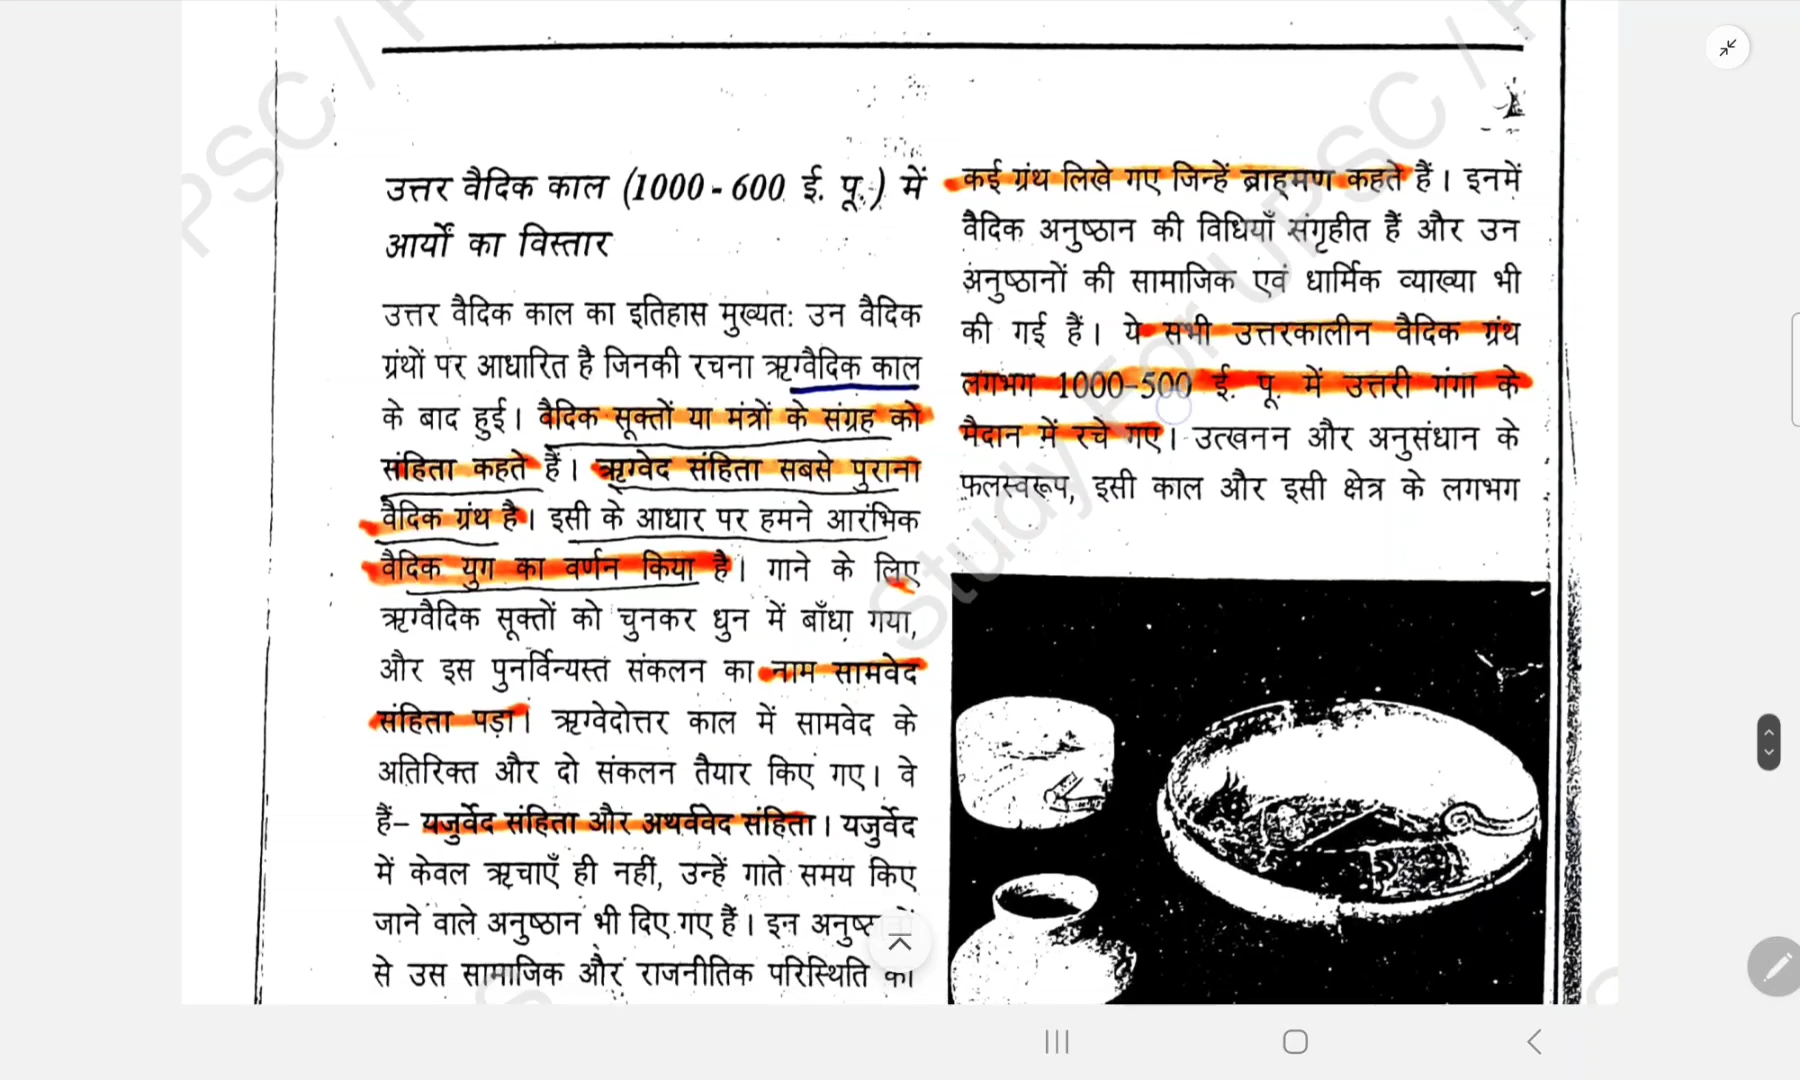 उत्तर वैदिक काल (1000-600 ई. पू.) में
आर्यों का विस्तार
उत्तर वैदिक काल का इतिहास मुख्यत: उन वैदिक
ग्रंथों पर आधारित है जिनकी रचना ऋग्वैदिक काल
के बाद हुई। वैदिक सूक्तों या मंत्रों के संग्रह को
संहिता कहते हैं। ऋग्वेद संहिता सबसे पुराना
वैदिक ग्रंथ है। इसी के आधार पर हमने आरंभिक
वैदिक युग का वर्णन किया है। गाने के लिए
ऋग्वैदिक सूक्तों को चुनकर धुन में बाँधा गया,
और इस पुनर्विन्यस्त संकलन का नाम सामवेद
संहिता पड़ा। ऋग्वेदोत्तर काल में सामवेद के
अतिरिक्त और दो संकलन तैयार किए गए। वे
हैं– यजुर्वेद संहिता और अथर्ववेद संहिता। यजुर्वेद
में केवल ऋचाएँ ही नहीं, उन्हें गाते समय किए
जाने वाले अनुष्ठान भी दिए गए हैं। इन
से उस सामाजिक और राजनीतिक परिस्थिति का
कई ग्रंथ लिखे गए जिन्हें ब्राह्मण कहते हैं। इनमें
वैदिक अनुष्ठान की विधियाँ संगृहीत हैं और उन
अनुष्ठानों की सामाजिक एवं धार्मिक व्याख्या भी
की गई हैं। ये सभी उत्तरकालीन वैदिक ग्रंथ
लगभग 1000–500 ई. पू. में उत्तरी गंगा के
मैदान में रचे गए। उत्खनन और अनुसंधान के
फलस्वरूप, इसी काल और इसी क्षेत्र के लगभग
Study For UPSC / P
PSC / P